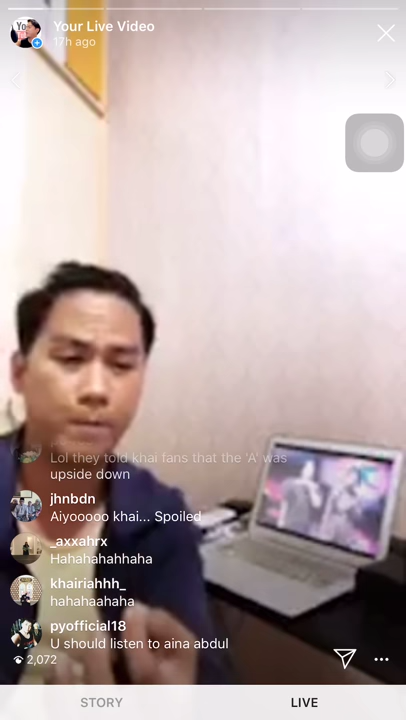 Yo
Your Live Video
17h ago
Lol they told khai fans that the 'A' was
upside down
jhnbdn
Aiyooooo khai... Spoiled
_axxahrx
Hahahahahhaha
khairiahhh_
hahahaahaha
pyofficial18
U should listen to aina abdul
2,072
STORY
LIVE